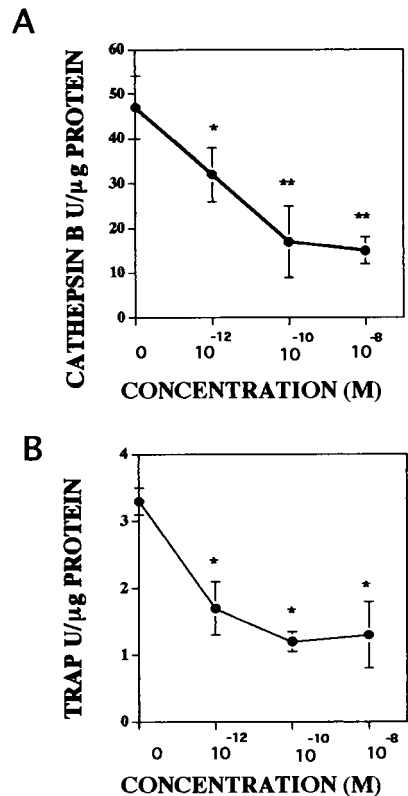 A
CATHEPSIN B U/µg PROTEIN
60
50
40
30
20
10
0
*
**
**
0 10^-12 10^-10 10^-8
CONCENTRATION (M)
B
TRAP U/µg PROTEIN
4
3
2
1
0
*
*
*
0 10^-12 10^-10 10^-8
CONCENTRATION (M)